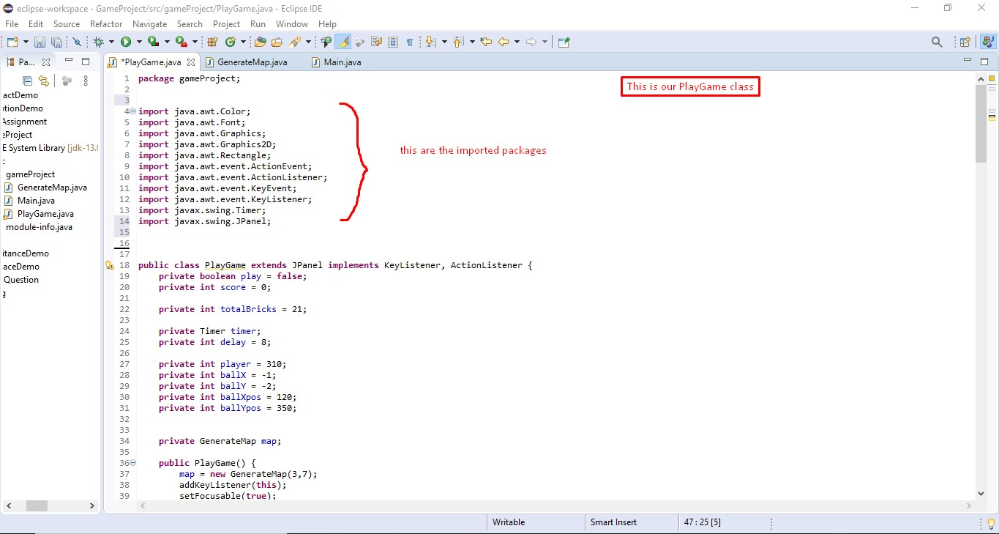 eclipse-workspace - GameProject/src/gameProject/PlayGame.java - Eclipse IDE
File Edit Source Refactor Navigate Search Project Run Window Help
Pa...
*PlayGame.java GenerateMap.java Main.java
actDemo
tionDemo
Assignment
eProject
E System Library [jdk-13.0
gameProject
GenerateMap.java
Main.java
PlayGame.java
module-info.java
itanceDemo
aceDemo
Question
g
This is our PlayGame class
this are the imported packages
1 package gameProject;
2
3
4 import java.awt.Color;
5 import java.awt.Font;
6 import java.awt.Graphics;
7 import java.awt.Graphics2D;
8 import java.awt.Rectangle;
9 import java.awt.event.ActionEvent;
10 import java.awt.event.ActionListener;
11 import java.awt.event.KeyEvent;
12 import java.awt.event.KeyListener;
13 import javax.swing.Timer;
14 import javax.swing.JPanel;
15
16
17
18 public class PlayGame extends JPanel implements KeyListener, ActionListener {
19 private boolean play = false;
20 private int score = 0;
21
22 private int totalBricks = 21;
23
24 private Timer timer;
25 private int delay = 8;
26
27 private int player = 310;
28 private int ballX = -1;
29 private int ballY = -2;
30 private int ballXpos = 120;
31 private int ballYpos = 350;
32
33
34 private GenerateMap map;
35
36 public PlayGame() {
37 map = new GenerateMap(3,7);
38 addKeyListener(this);
39 setFocusable(true);
Writable Smart Insert 47 : 25 [5]